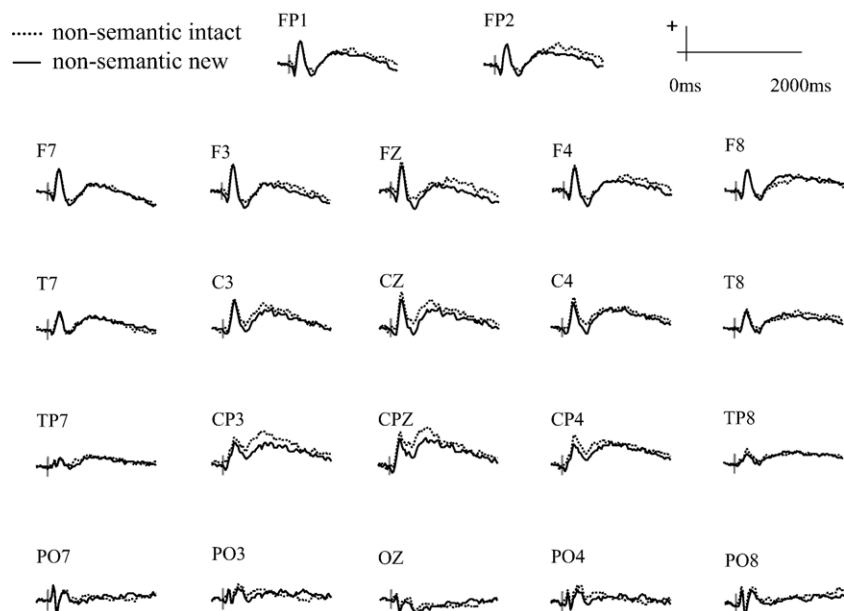 FP1 FP2
non-semantic intact
non-semantic new
+
0ms 2000ms
F7 F3 FZ F4 F8
T7 C3 CZ C4 T8
TP7 CP3 CPZ CP4 TP8
PO7 PO3 OZ PO4 PO8